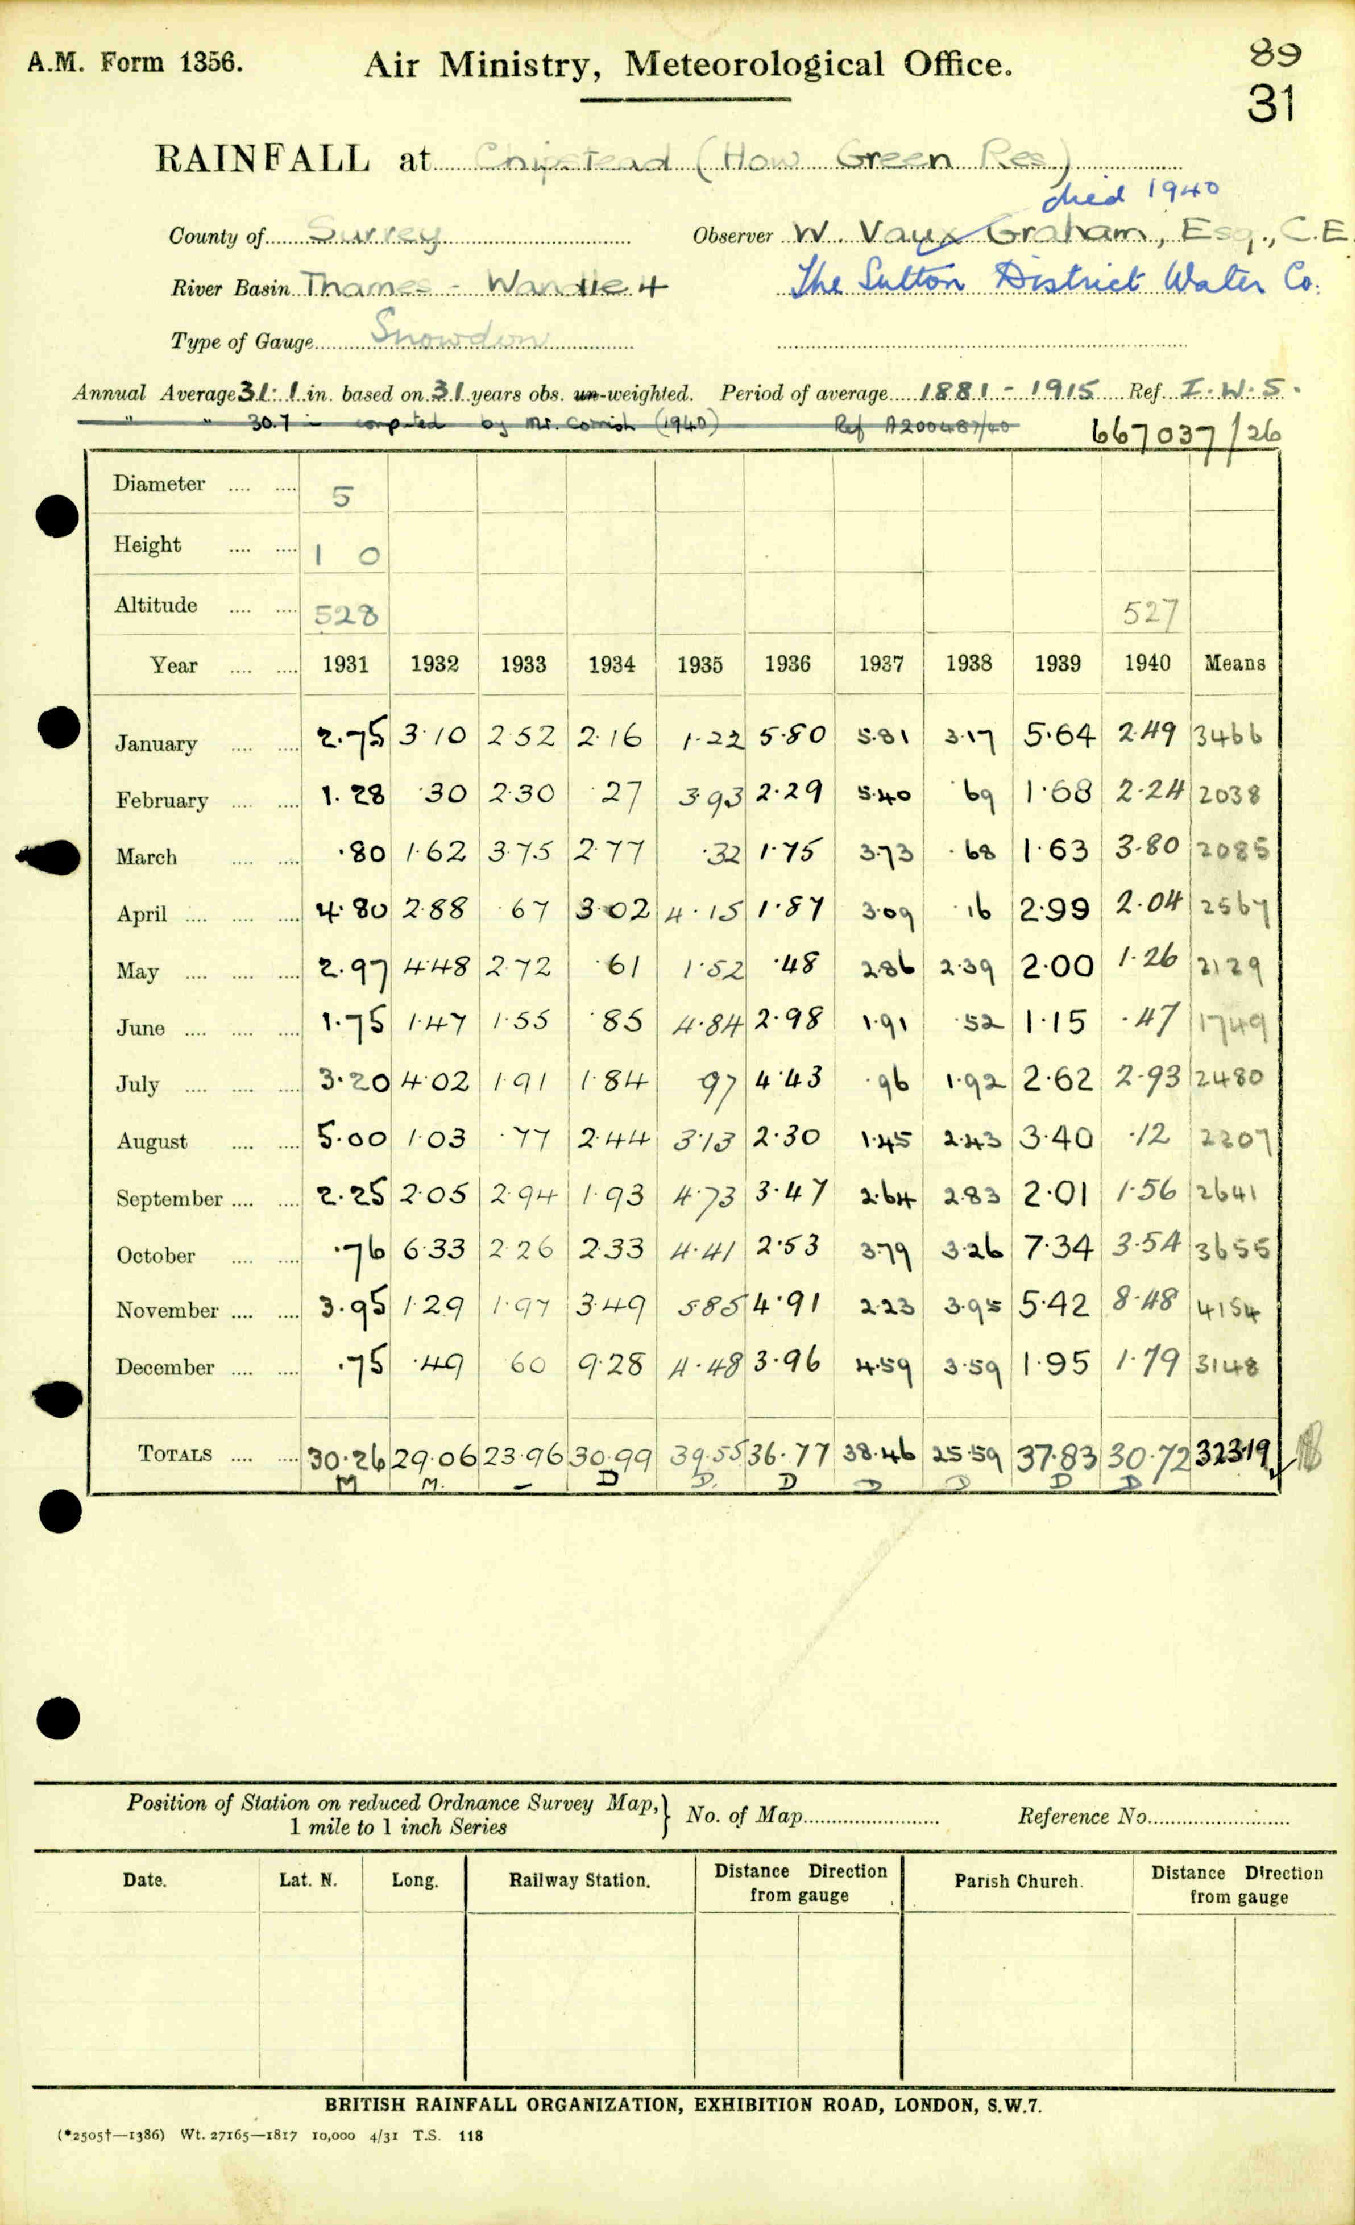 A.M. Form 1356.
Air Ministry, Meteorological Office.
89
31
RAINFALL at Chipstead (How Green Res)
died 1940
County of Surrey Observer W. Vaux Graham, Esq., C.E.
River Basin Thames - Wandle 4 The Sutton District Water Co.
Type of Gauge Snowdon
Annual Average 31.1 in. based on 31 years obs. un-weighted. Period of average 1881-1915 Ref. I.W.S.
" " 30.7 in computed by Mr. Cornish (1940) Ref A200487/40
667037/26
Diameter .... .... 5
Height .... .... 1 0
Altitude .... .... 528 527
Year .... .... 1931 1932 1933 1934 1935 1936 1937 1938 1939 1940 Means
January .... .... 2.75 3.10 2.52 2.16 1.22 5.80 5.81 3.17 5.64 2.49 3466
February .... .... 1.28 .30 2.30 .27 3.93 2.29 5.40 .69 1.68 2.24 2038
March .... .... .80 1.62 3.75 2.77 .32 1.75 3.73 .68 1.63 3.80 2085
April .... .... .... 4.80 2.88 .67 3.02 4.15 1.87 3.09 .16 2.99 2.04 2567
May .... .... .... 2.97 4.48 2.72 .61 1.52 .48 2.86 2.39 2.00 1.26 2129
June .... .... .... 1.75 1.47 1.55 .85 4.84 2.98 1.91 .52 1.15 .47 1749
July .... .... .... 3.20 4.02 1.91 1.84 .97 4.43 .96 1.92 2.62 2.93 2480
August .... .... 5.00 1.03 .77 2.44 3.13 2.30 1.45 2.43 3.40 .12 2207
September .... .... 2.25 2.05 2.94 1.93 4.73 3.47 2.64 2.83 2.01 1.56 2641
October .... .... .76 6.33 2.26 2.33 4.41 2.53 3.79 3.26 7.34 3.54 3655
November .... .... 3.95 1.29 1.97 3.49 5.85 4.91 2.23 3.95 5.42 8.48 4154
December .... .... .75 .49 .60 9.28 4.48 3.96 4.59 3.59 1.95 1.79 3148
TOTALS .... .... 30.26 29.06 23.96 30.99 39.55 36.77 38.46 25.59 37.83 30.72 32319
M M. – D D. D D D D D
Position of Station on reduced Ordnance Survey Map, } No. of Map Reference No.
1 mile to 1 inch Series
Date. Lat. N. Long. Railway Station. Distance Direction from gauge Parish Church. Distance Direction from gauge
BRITISH RAINFALL ORGANIZATION, EXHIBITION ROAD, LONDON, S.W.7.
(*2505†—1386) Wt. 27165—1817 10,000 4/31 T.S. 118